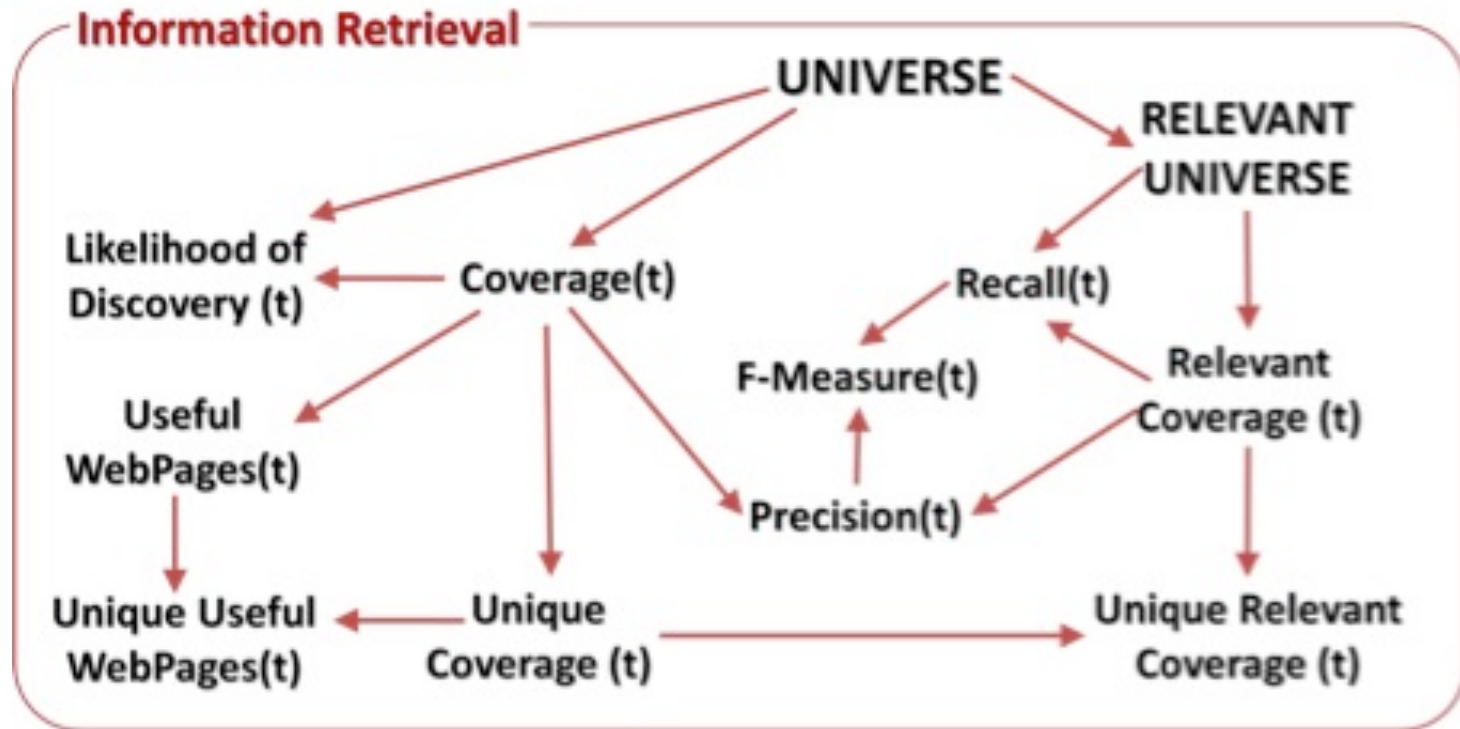 Information Retrieval
UNIVERSE
RELEVANT
UNIVERSE
Likelihood of
Discovery (t)
Coverage(t)
Recall(t)
F-Measure(t)
Relevant
Coverage (t)
Useful
WebPages(t)
Precision(t)
Unique Useful
WebPages(t)
Unique
Coverage (t)
Unique Relevant
Coverage (t)